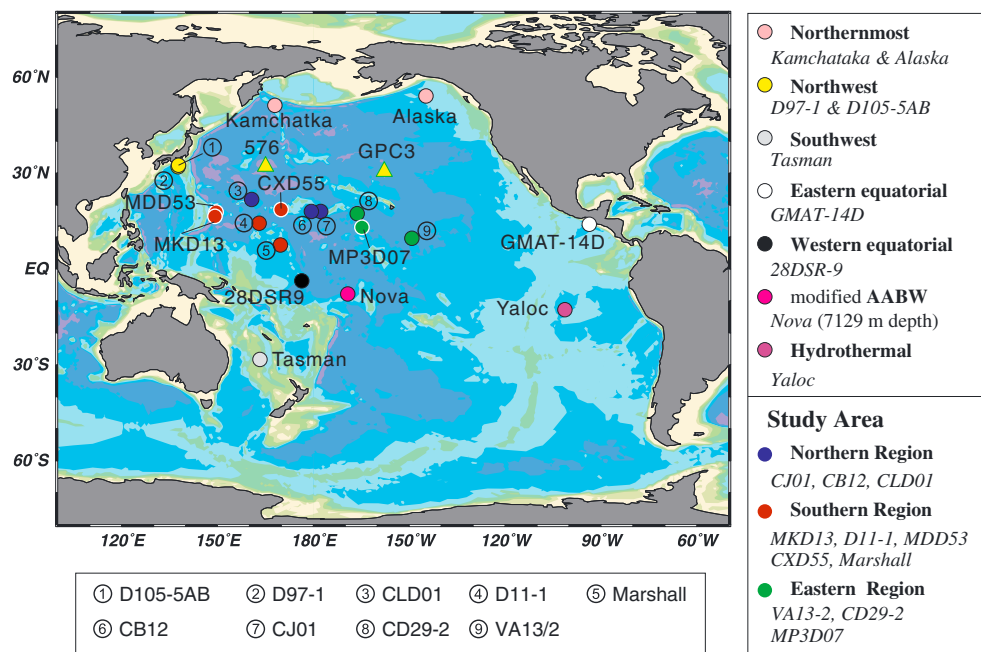 60°N
30°N
EQ
30°S
60°S
120°E
150°E
180°E
150°W
120°W
90°W
60°W
Kamchatka
Alaska
576
GPC3
①
②
CXD55
③
⑧
MDD53
④
⑥
⑦
⑨
MKD13
⑤
MP3D07
GMAT-14D
28DSR9
Nova
Yaloc
Tasman
Northernmost
Kamchataka & Alaska
Northwest
D97-1 & D105-5AB
Southwest
Tasman
Eastern equatorial
GMAT-14D
Western equatorial
28DSR-9
modified AABW
Nova (7129 m depth)
Hydrothermal
Yaloc
Study Area
Northern Region
CJ01, CB12, CLD01
Southern Region
MKD13, D11-1, MDD53
CXD55, Marshall
Eastern Region
VA13-2, CD29-2
MP3D07
① D105-5AB ② D97-1 ③ CLD01 ④ D11-1 ⑤ Marshall
⑥ CB12 ⑦ CJ01 ⑧ CD29-2 ⑨ VA13/2